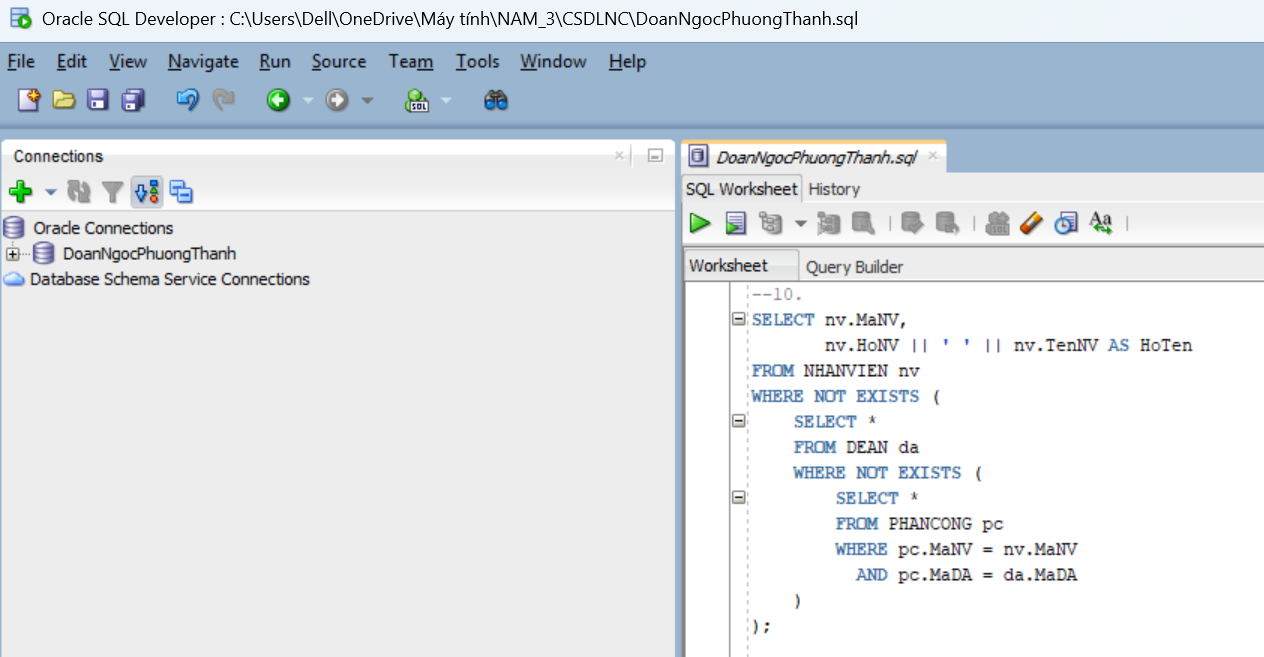 Oracle SQL Developer : C:\Users\Dell\OneDrive\Máy tính\NAM_3\CSDLNC\DoanNgocPhuongThanh.sql
File Edit View Navigate Run Source Team Tools Window Help
SQL
Connections
Oracle Connections
DoanNgocPhuongThanh
Database Schema Service Connections
DoanNgocPhuongThanh.sql
SQL Worksheet History
SQL Aa
Worksheet Query Builder
--10.
SELECT nv.MaNV,
nv.HoNV || ' ' || nv.TenNV AS HoTen
FROM NHANVIEN nv
WHERE NOT EXISTS (
SELECT *
FROM DEAN da
WHERE NOT EXISTS (
SELECT *
FROM PHANCONG pc
WHERE pc.MaNV = nv.MaNV
AND pc.MaDA = da.MaDA
)
);